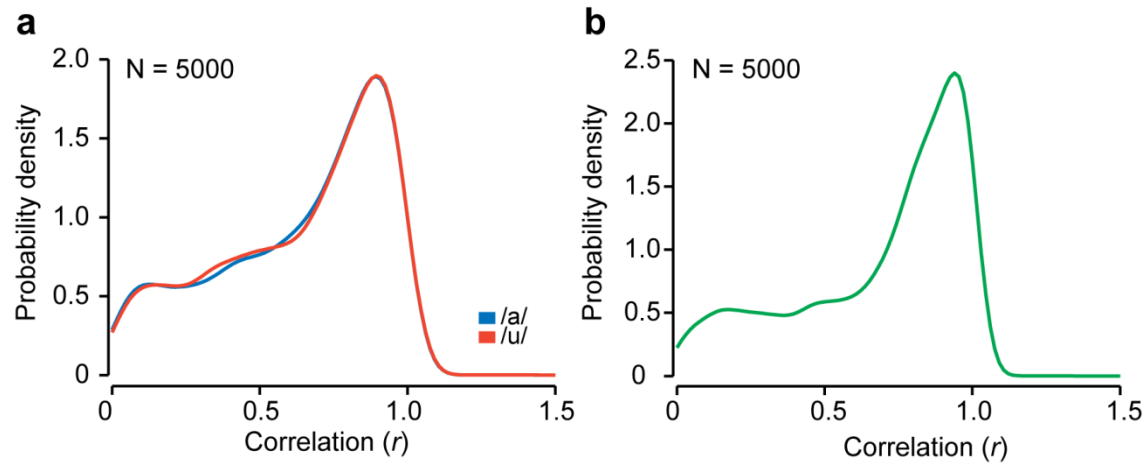 a
Probability density
2.0
1.5
1.0
0.5
0
N = 5000
/a/
/u/
0 0.5 1.0 1.5
Correlation (r)
b
Probability density
2.5
2.0
1.5
1.0
0.5
0
N = 5000
0 0.5 1.0 1.5
Correlation (r)